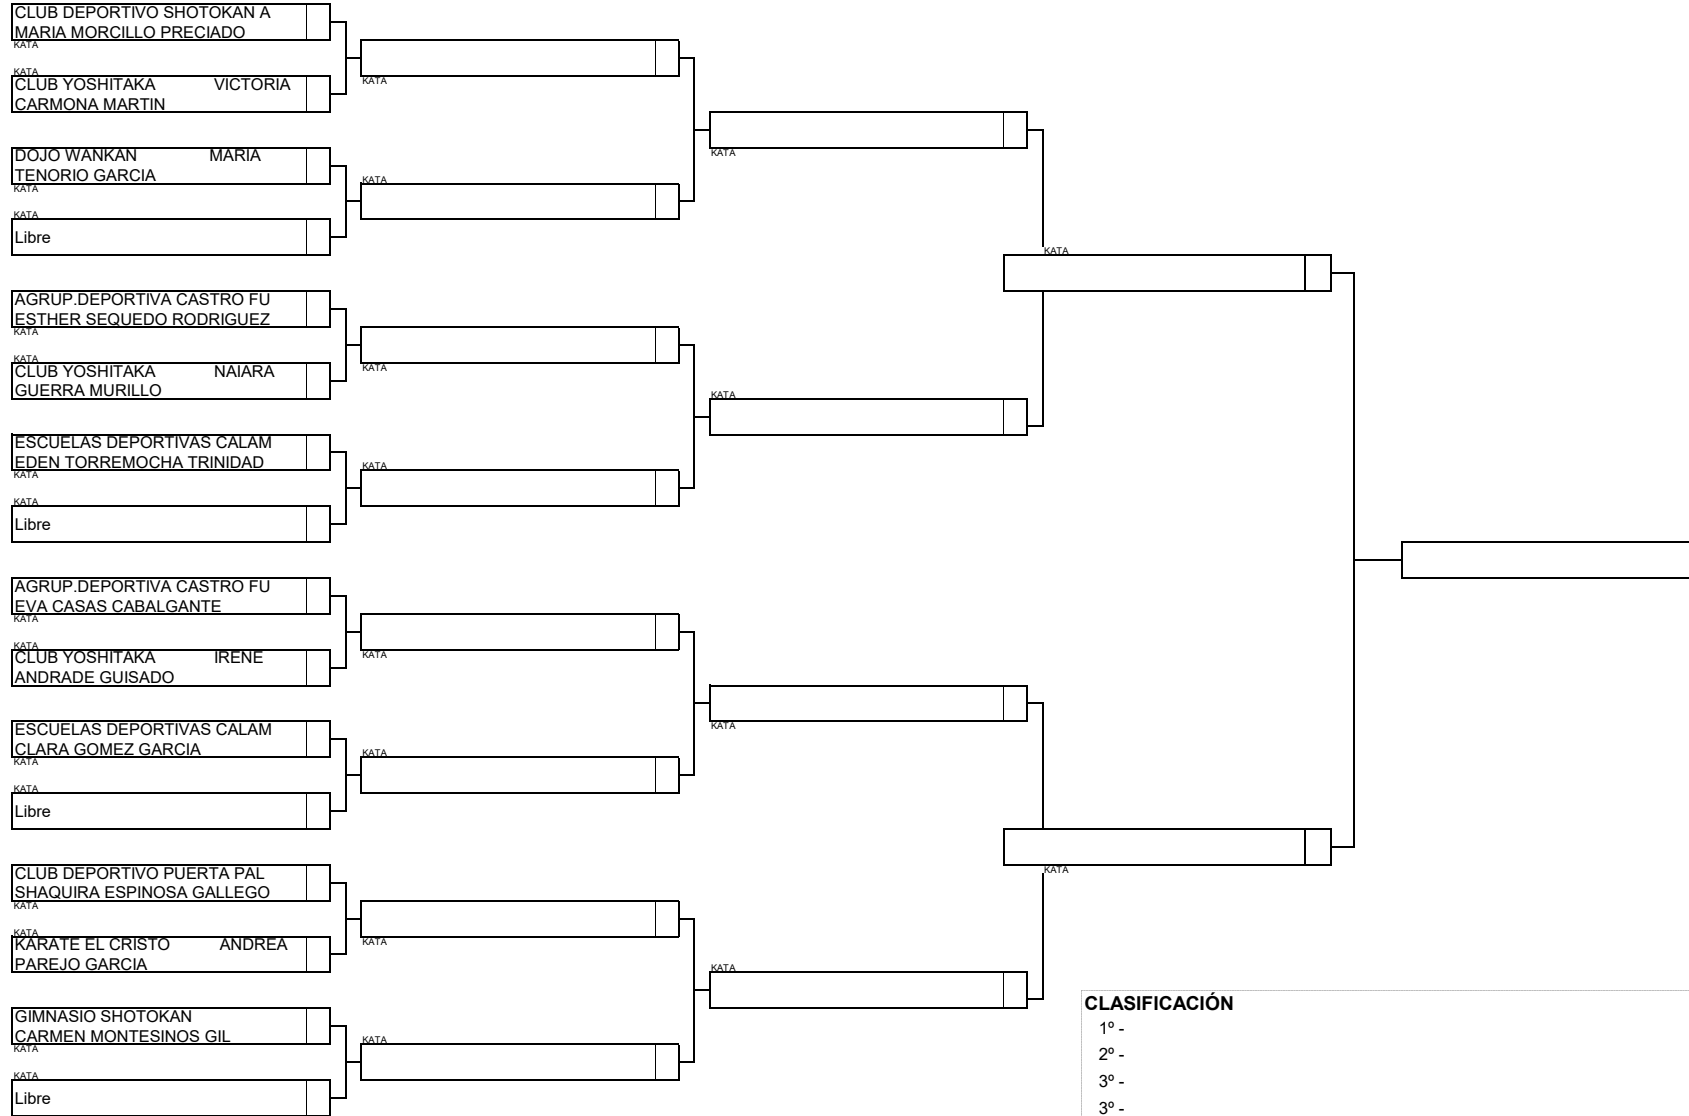 CLUB DEPORTIVO SHOTOKAN A
MARIA MORCILLO PRECIADO
KATA
KATA
CLUB YOSHITAKA VICTORIA
CARMONA MARTIN
DOJO WANKAN MARIA
TENORIO GARCIA
KATA
KATA
Libre
AGRUP.DEPORTIVA CASTRO FU
ESTHER SEQUEDO RODRIGUEZ
KATA
KATA
CLUB YOSHITAKA NAIARA
GUERRA MURILLO
ESCUELAS DEPORTIVAS CALAM
EDEN TORREMOCHA TRINIDAD
KATA
KATA
Libre
AGRUP.DEPORTIVA CASTRO FU
EVA CASAS CABALGANTE
KATA
KATA
CLUB YOSHITAKA IRENE
ANDRADE GUISADO
ESCUELAS DEPORTIVAS CALAM
CLARA GOMEZ GARCIA
KATA
KATA
Libre
CLUB DEPORTIVO PUERTA PAL
SHAQUIRA ESPINOSA GALLEGO
KATA
KATA
KARATE EL CRISTO ANDREA
PAREJO GARCIA
GIMNASIO SHOTOKAN
CARMEN MONTESINOS GIL
KATA
KATA
Libre
KATA
KATA
KATA
KATA
KATA
KATA
KATA
KATA
KATA
KATA
KATA
KATA
KATA
KATA
CLASIFICACIÓN
1º -
2º -
3º -
3º -